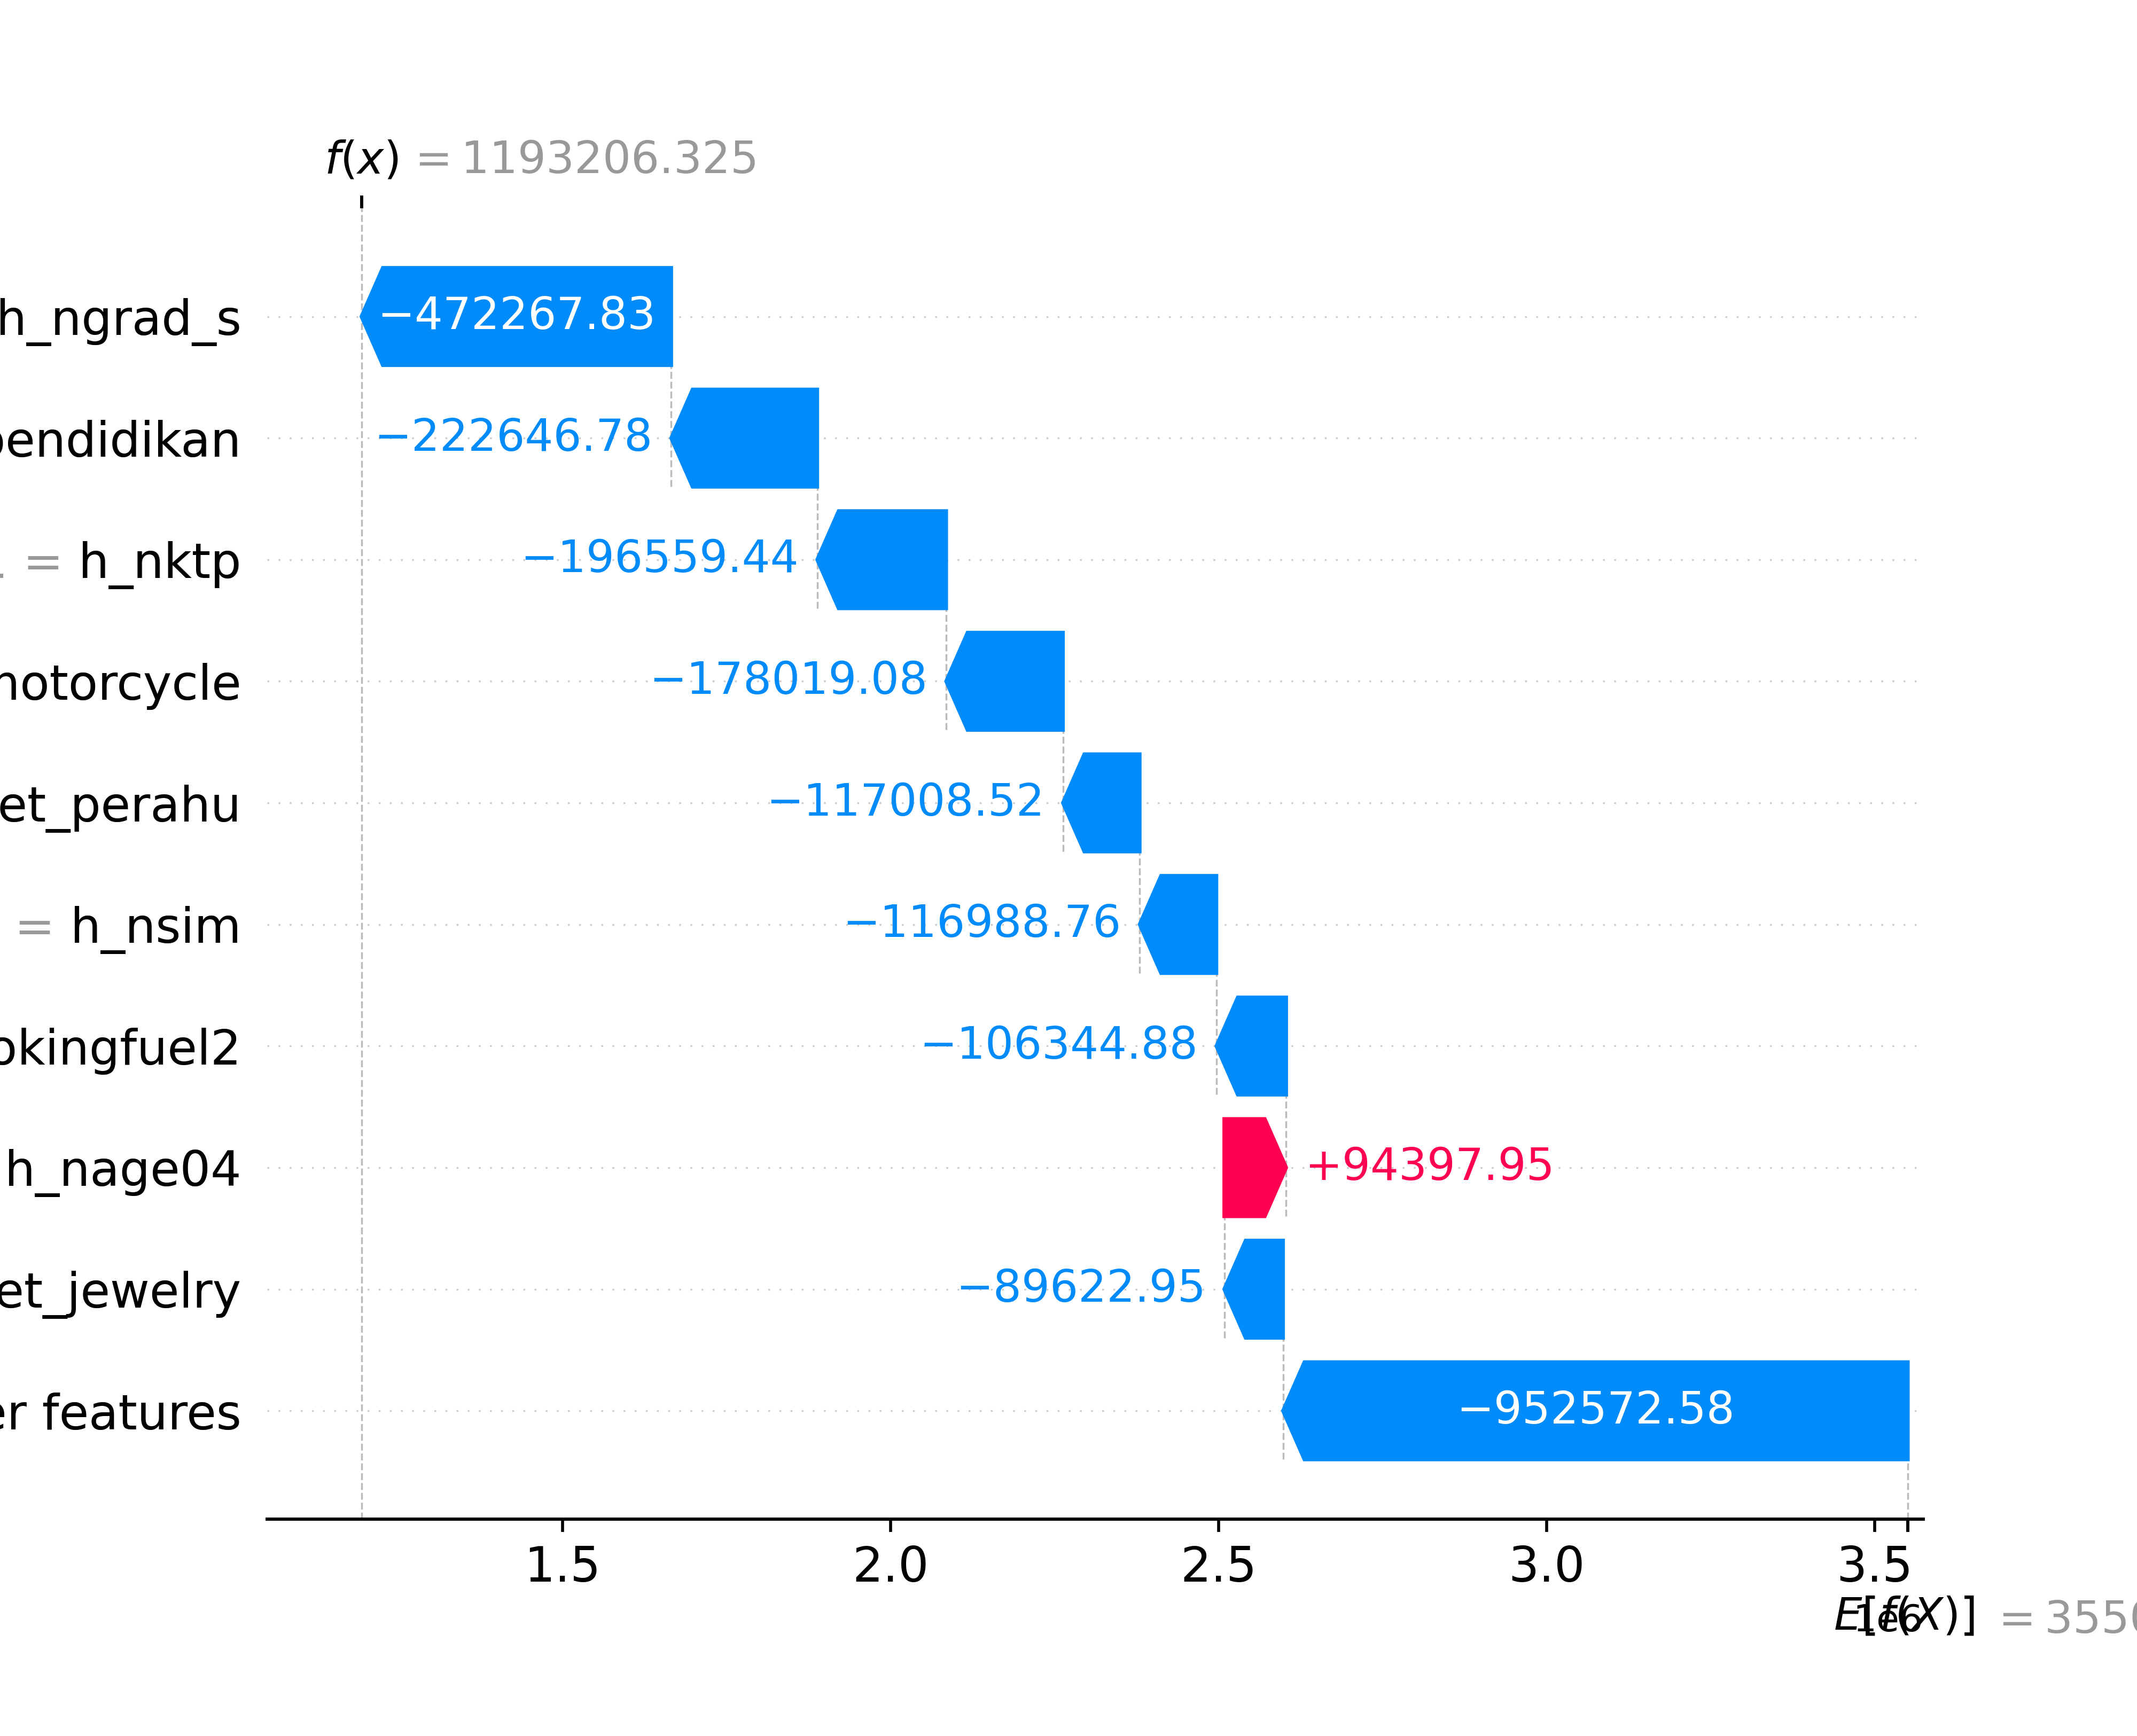 f(x) = 1193206.325
h_ngrad_s −472267.83
pendidikan −222646.78
= h_nktp −196559.44
motorcycle −178019.08
et_perahu −117008.52
= h_nsim −116988.76
okingfuel2 −106344.88
h_nage04 +94397.95
et_jewelry −89622.95
er features −952572.58
1.5 2.0 2.5 3.0 3.5
1e6
E[f(X)] = 3550